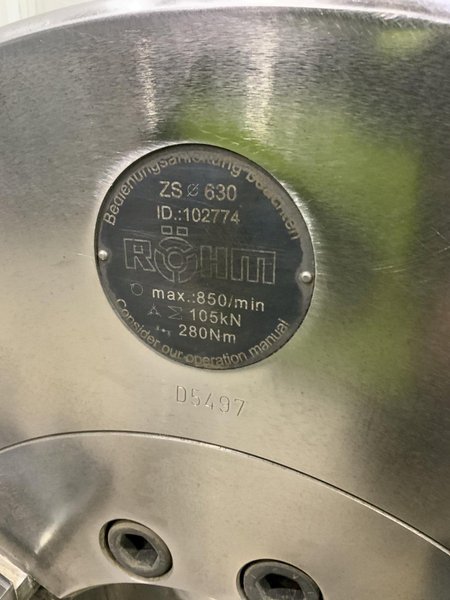 Bedienungsanleitung beachten
ZS ⌀ 630
ID.:102774
RÖHM
max.:850/min
Σ 105kN
280Nm
Consider our operation manual
D5497